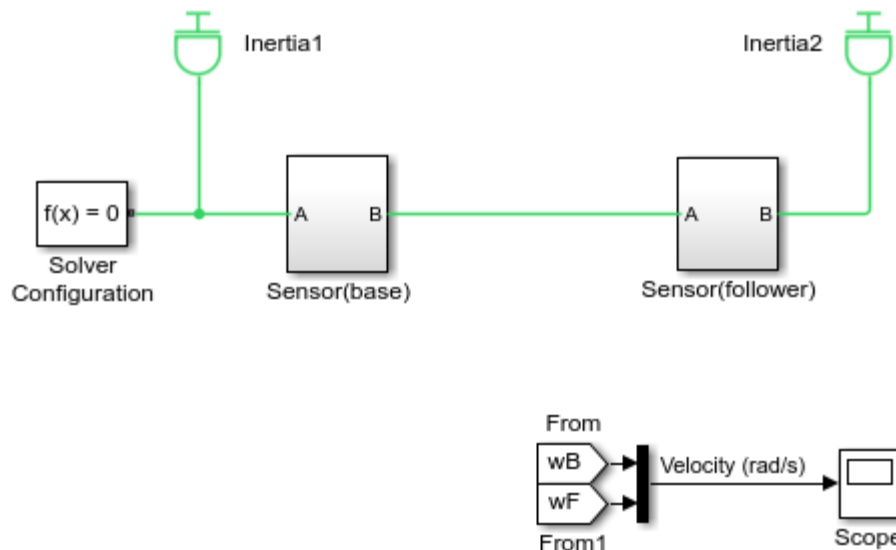 Inertia1
Inertia2
f(x) = 0
A
B
A
B
Solver
Configuration
Sensor(base)
Sensor(follower)
From
wB
Velocity (rad/s)
wF
From1
Scope